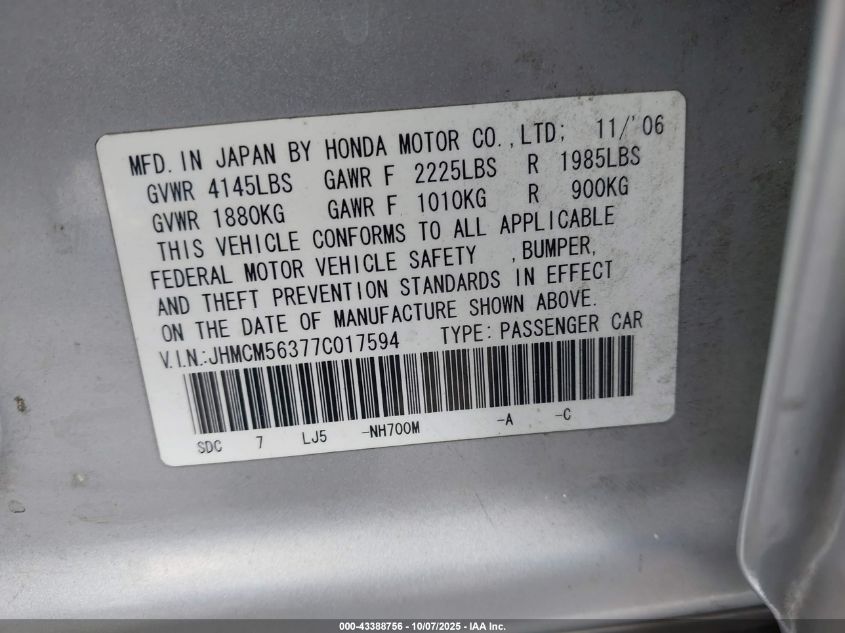 MFD. IN JAPAN BY HONDA MOTOR CO.,LTD; 11/'06
GVWR 4145LBS GAWR F 2225LBS R 1985LBS
GVWR 1880KG GAWR F 1010KG R 900KG
THIS VEHICLE CONFORMS TO ALL APPLICABLE
FEDERAL MOTOR VEHICLE SAFETY ,BUMPER,
AND THEFT PREVENTION STANDARDS IN EFFECT
ON THE DATE OF MANUFACTURE SHOWN ABOVE.
V.I.N.:JHMCM56377C017594 TYPE: PASSENGER CAR
SDC 7 LJ5 -NH700M -A -C
000-43388756 - 10/07/2025 - IAA Inc.